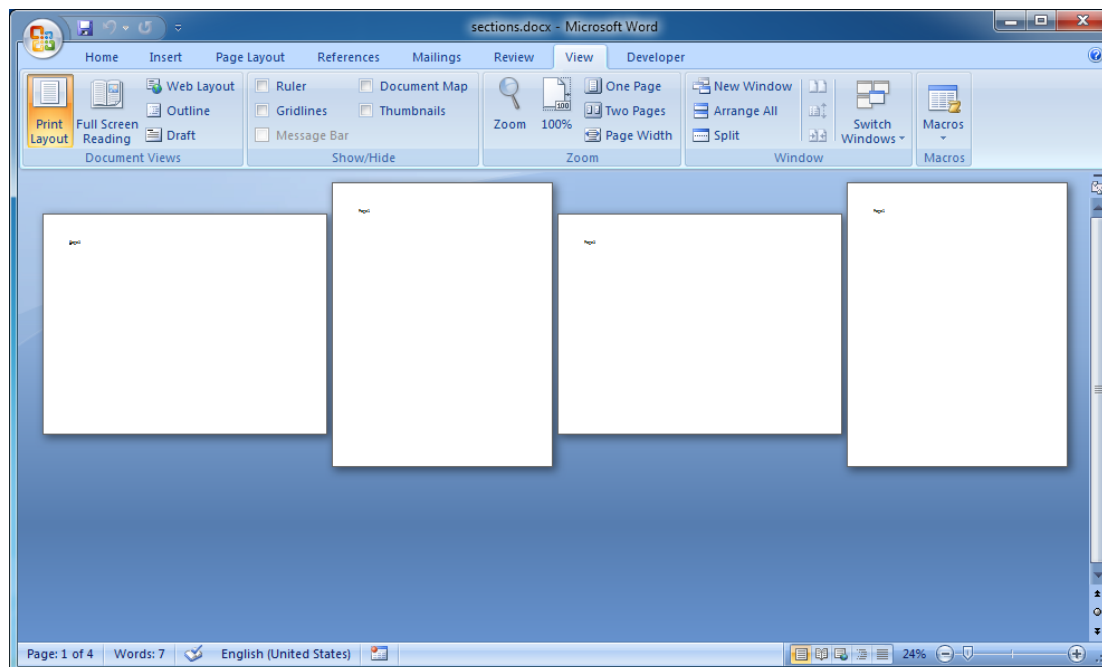 sections.docx - Microsoft Word
Home Insert Page Layout References Mailings Review View Developer
Print Layout
Full Screen Reading
Web Layout
Outline
Draft
Document Views
Ruler
Gridlines
Message Bar
Document Map
Thumbnails
Show/Hide
Zoom
100%
One Page
Two Pages
Page Width
Zoom
New Window
Arrange All
Split
Switch Windows
Window
Macros
Macros
Page: 1 of 4 Words: 7 English (United States) 24%